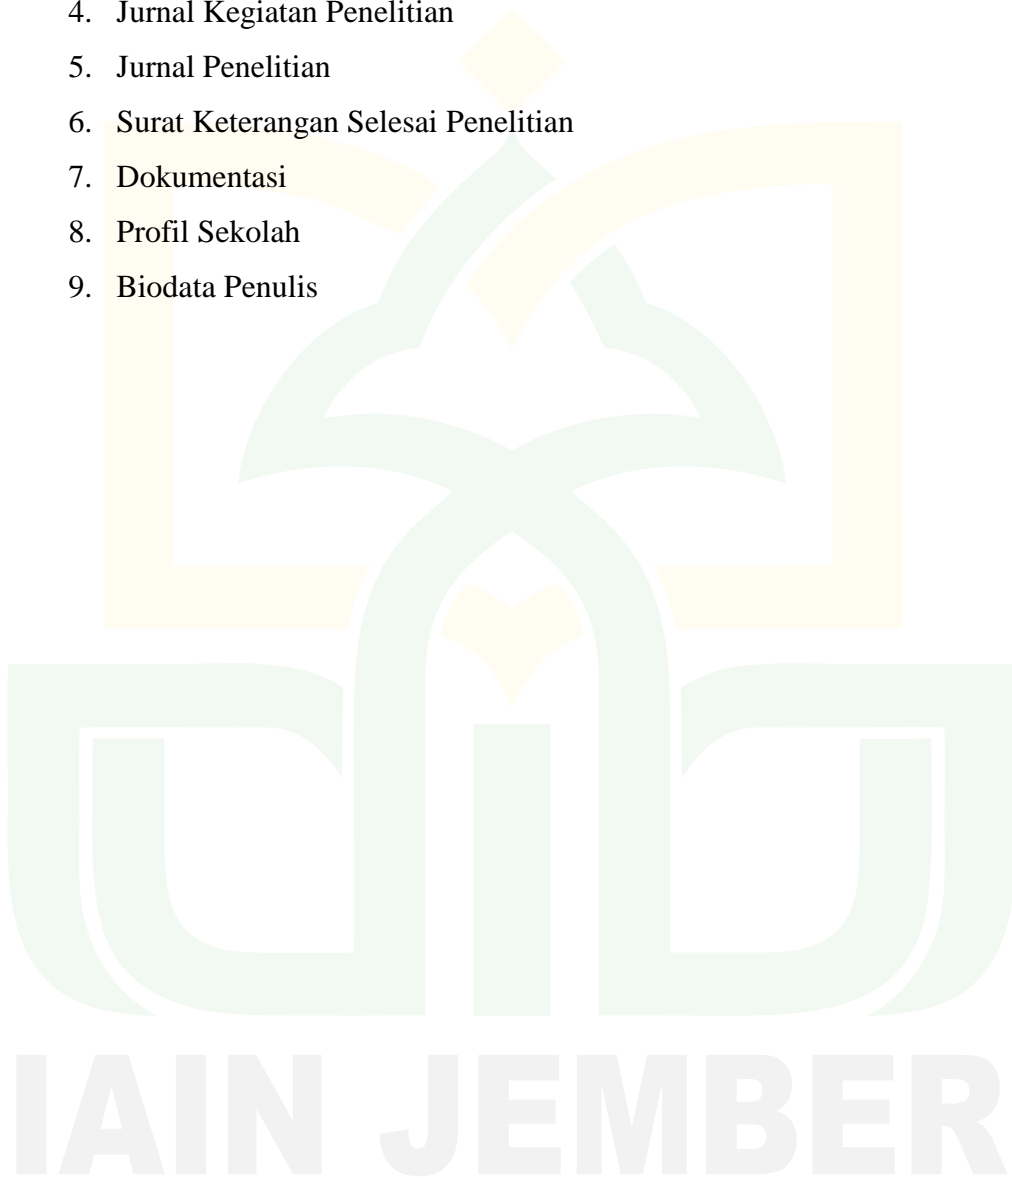 4. Jurnal Kegiatan Penelitian
5. Jurnal Penelitian
6. Surat Keterangan Selesai Penelitian
7. Dokumentasi
8. Profil Sekolah
9. Biodata Penulis
IAIN JEMBER